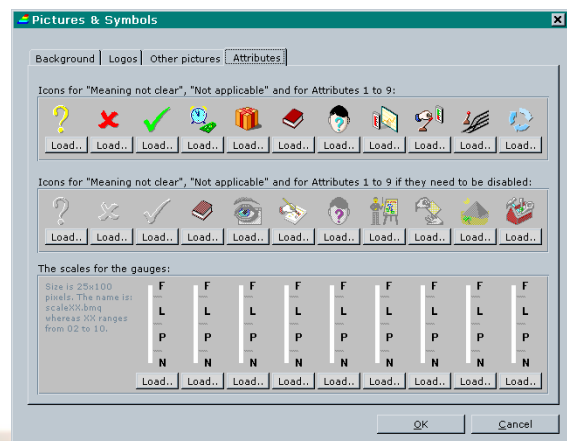 Pictures & Symbols
Background Logos Other pictures Attributes
Icons for "Meaning not clear", "Not applicable" and for Attributes 1 to 9:
Load.. Load.. Load.. Load.. Load.. Load.. Load.. Load.. Load.. Load.. Load..
Icons for "Meaning not clear", "Not applicable" and for Attributes 1 to 9 if they need to be disabled:
Load.. Load.. Load.. Load.. Load.. Load.. Load.. Load.. Load.. Load.. Load..
The scales for the gauges:
Size is 25x100
pixels. The name is:
scaleXX.bmq
whereas XX ranges
from 02 to 10.
F F F F F F F F F
L L L L L L L L L
P P P P P P P P P
N N N N N N N N N
Load.. Load.. Load.. Load.. Load.. Load.. Load.. Load.. Load..
OK Cancel